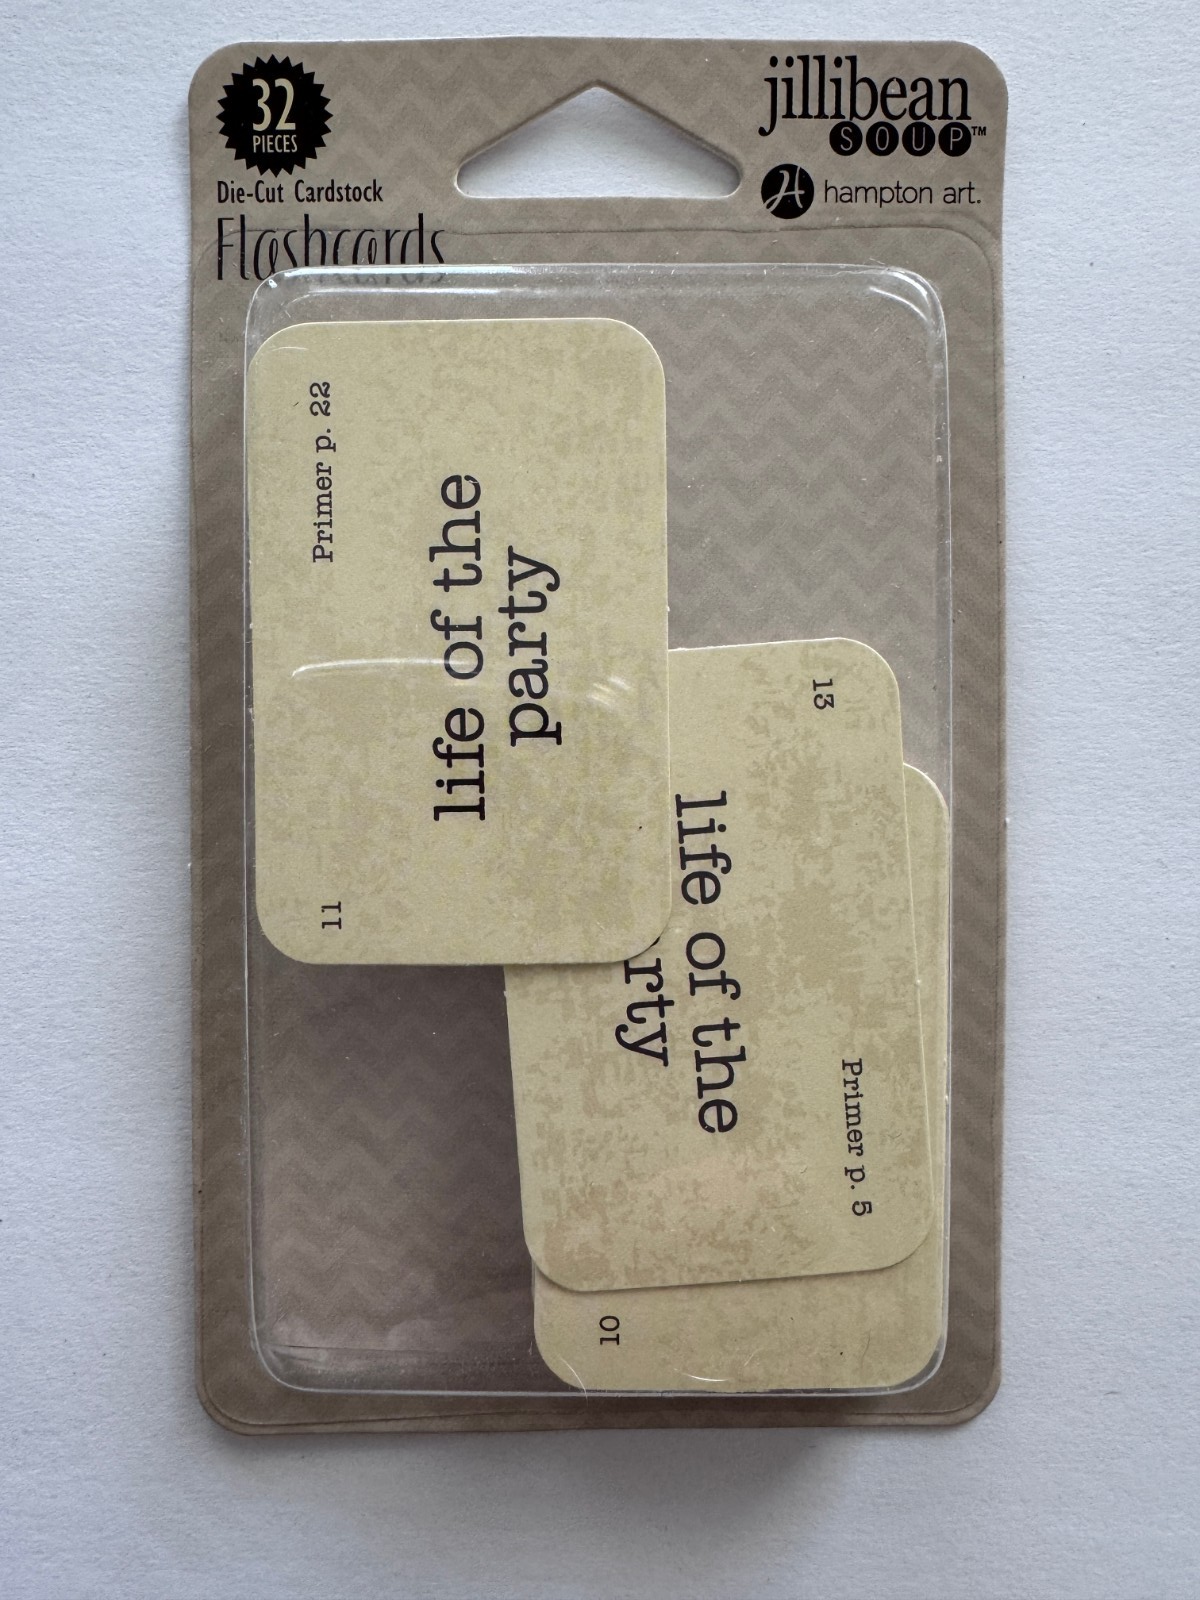 32
PIECES
Die-Cut Cardstock
Flashcards
jillibean
SOUP™
H hampton art.
Primer p. 22
life of the
party
11
13
life of the
rty
Primer p. 5
10